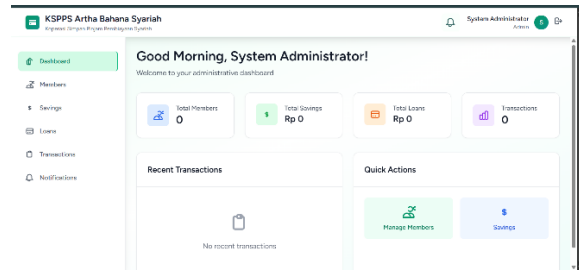 KSPPS Artha Bahana Syariah
Koperasi Simpan Pinjam Pembiayaan Syariah
System Administrator
Admin
S
Dashboard
Members
Savings
Loans
Transactions
Notifications
Good Morning, System Administrator!
Welcome to your administrative dashboard
Total Members
0
Total Savings
Rp 0
Total Loans
Rp 0
Transactions
0
Recent Transactions
No recent transactions
Quick Actions
Manage Members
Savings